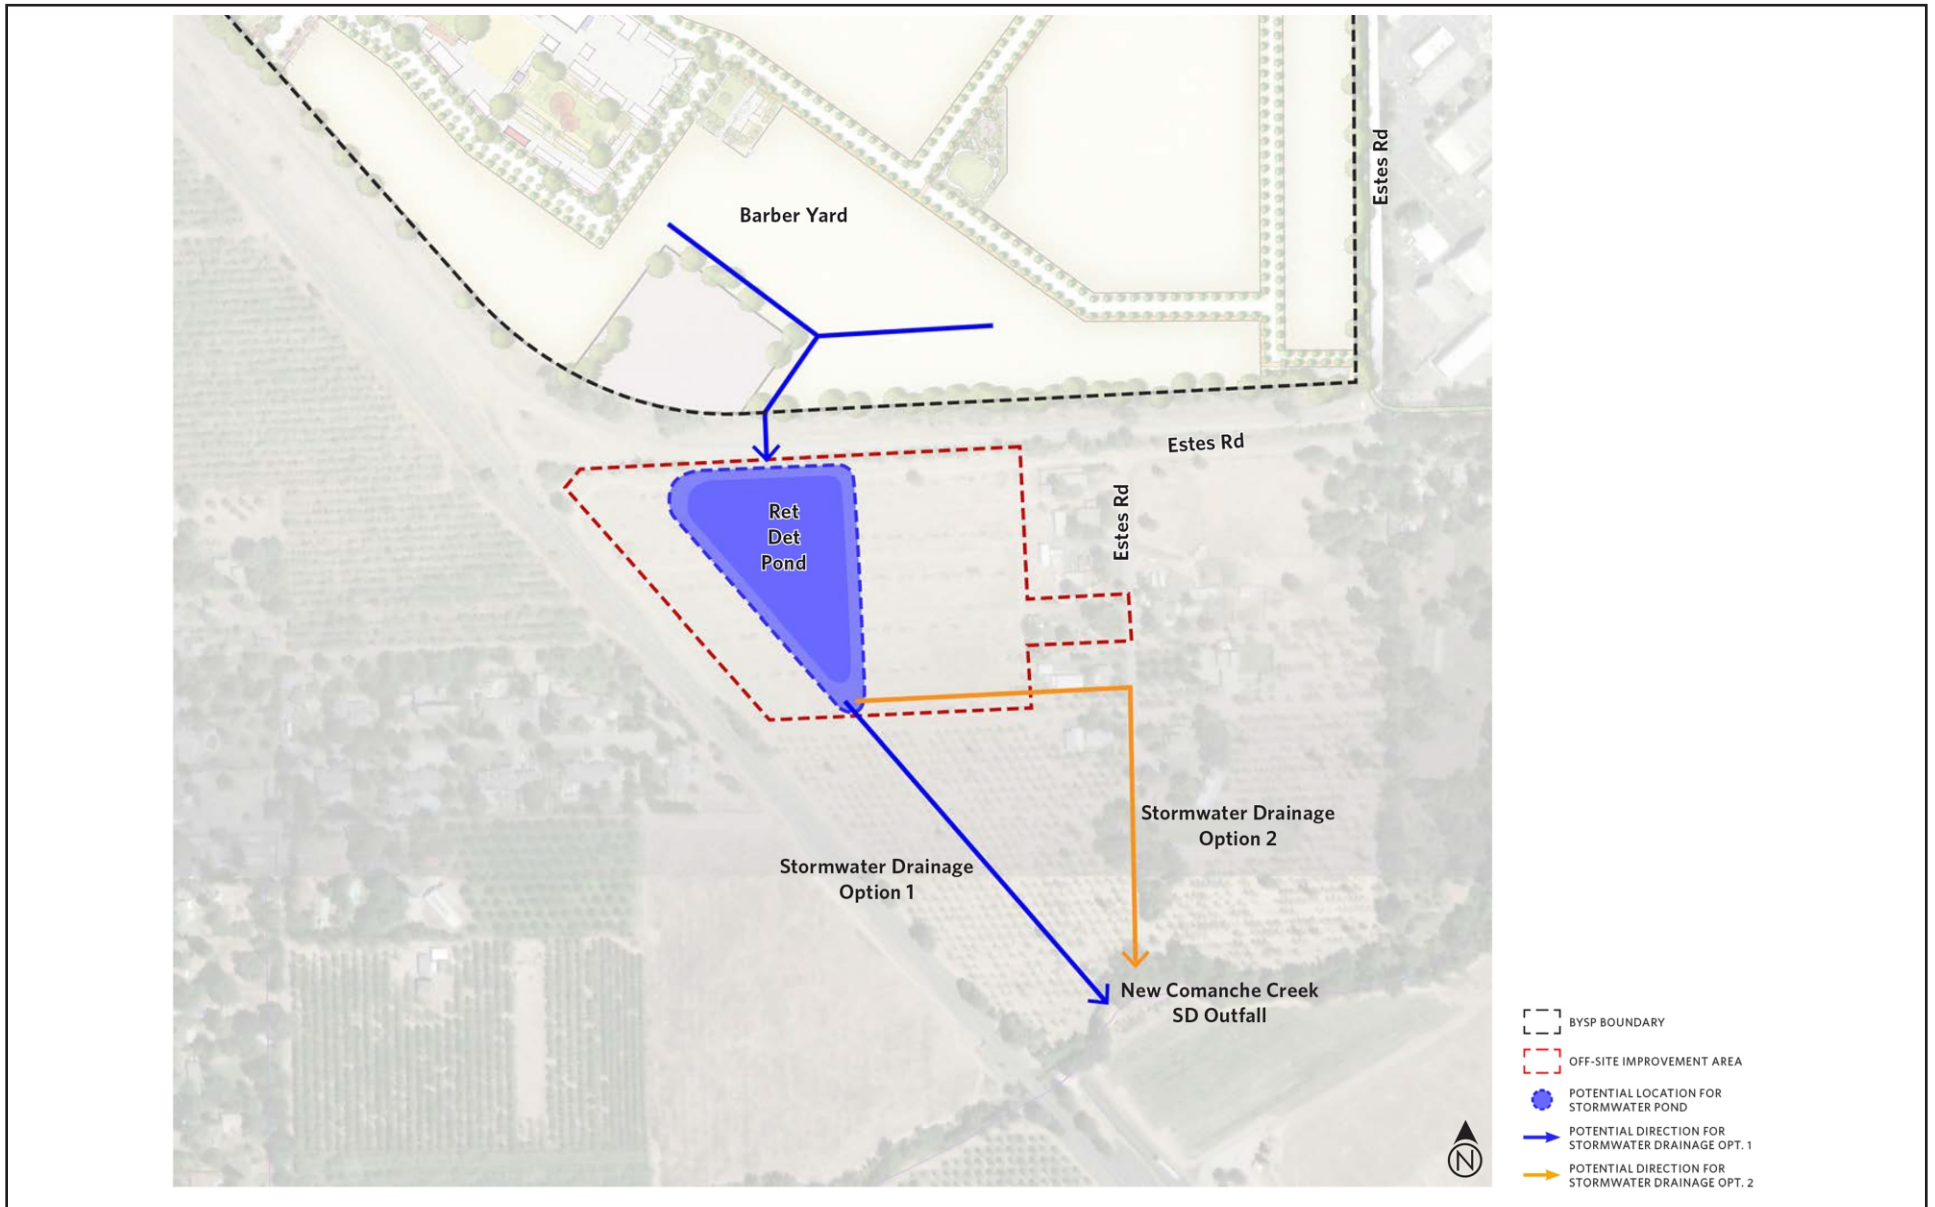 Estes Rd
Barber Yard
Estes Rd
Estes Rd
Ret
Det
Pond
Stormwater Drainage
Option 2
Stormwater Drainage
Option 1
New Comanche Creek
SD Outfall
BYSP BOUNDARY
OFF-SITE IMPROVEMENT AREA
POTENTIAL LOCATION FOR
STORMWATER POND
POTENTIAL DIRECTION FOR
STORMWATER DRAINAGE OPT. 1
POTENTIAL DIRECTION FOR
STORMWATER DRAINAGE OPT. 2
N